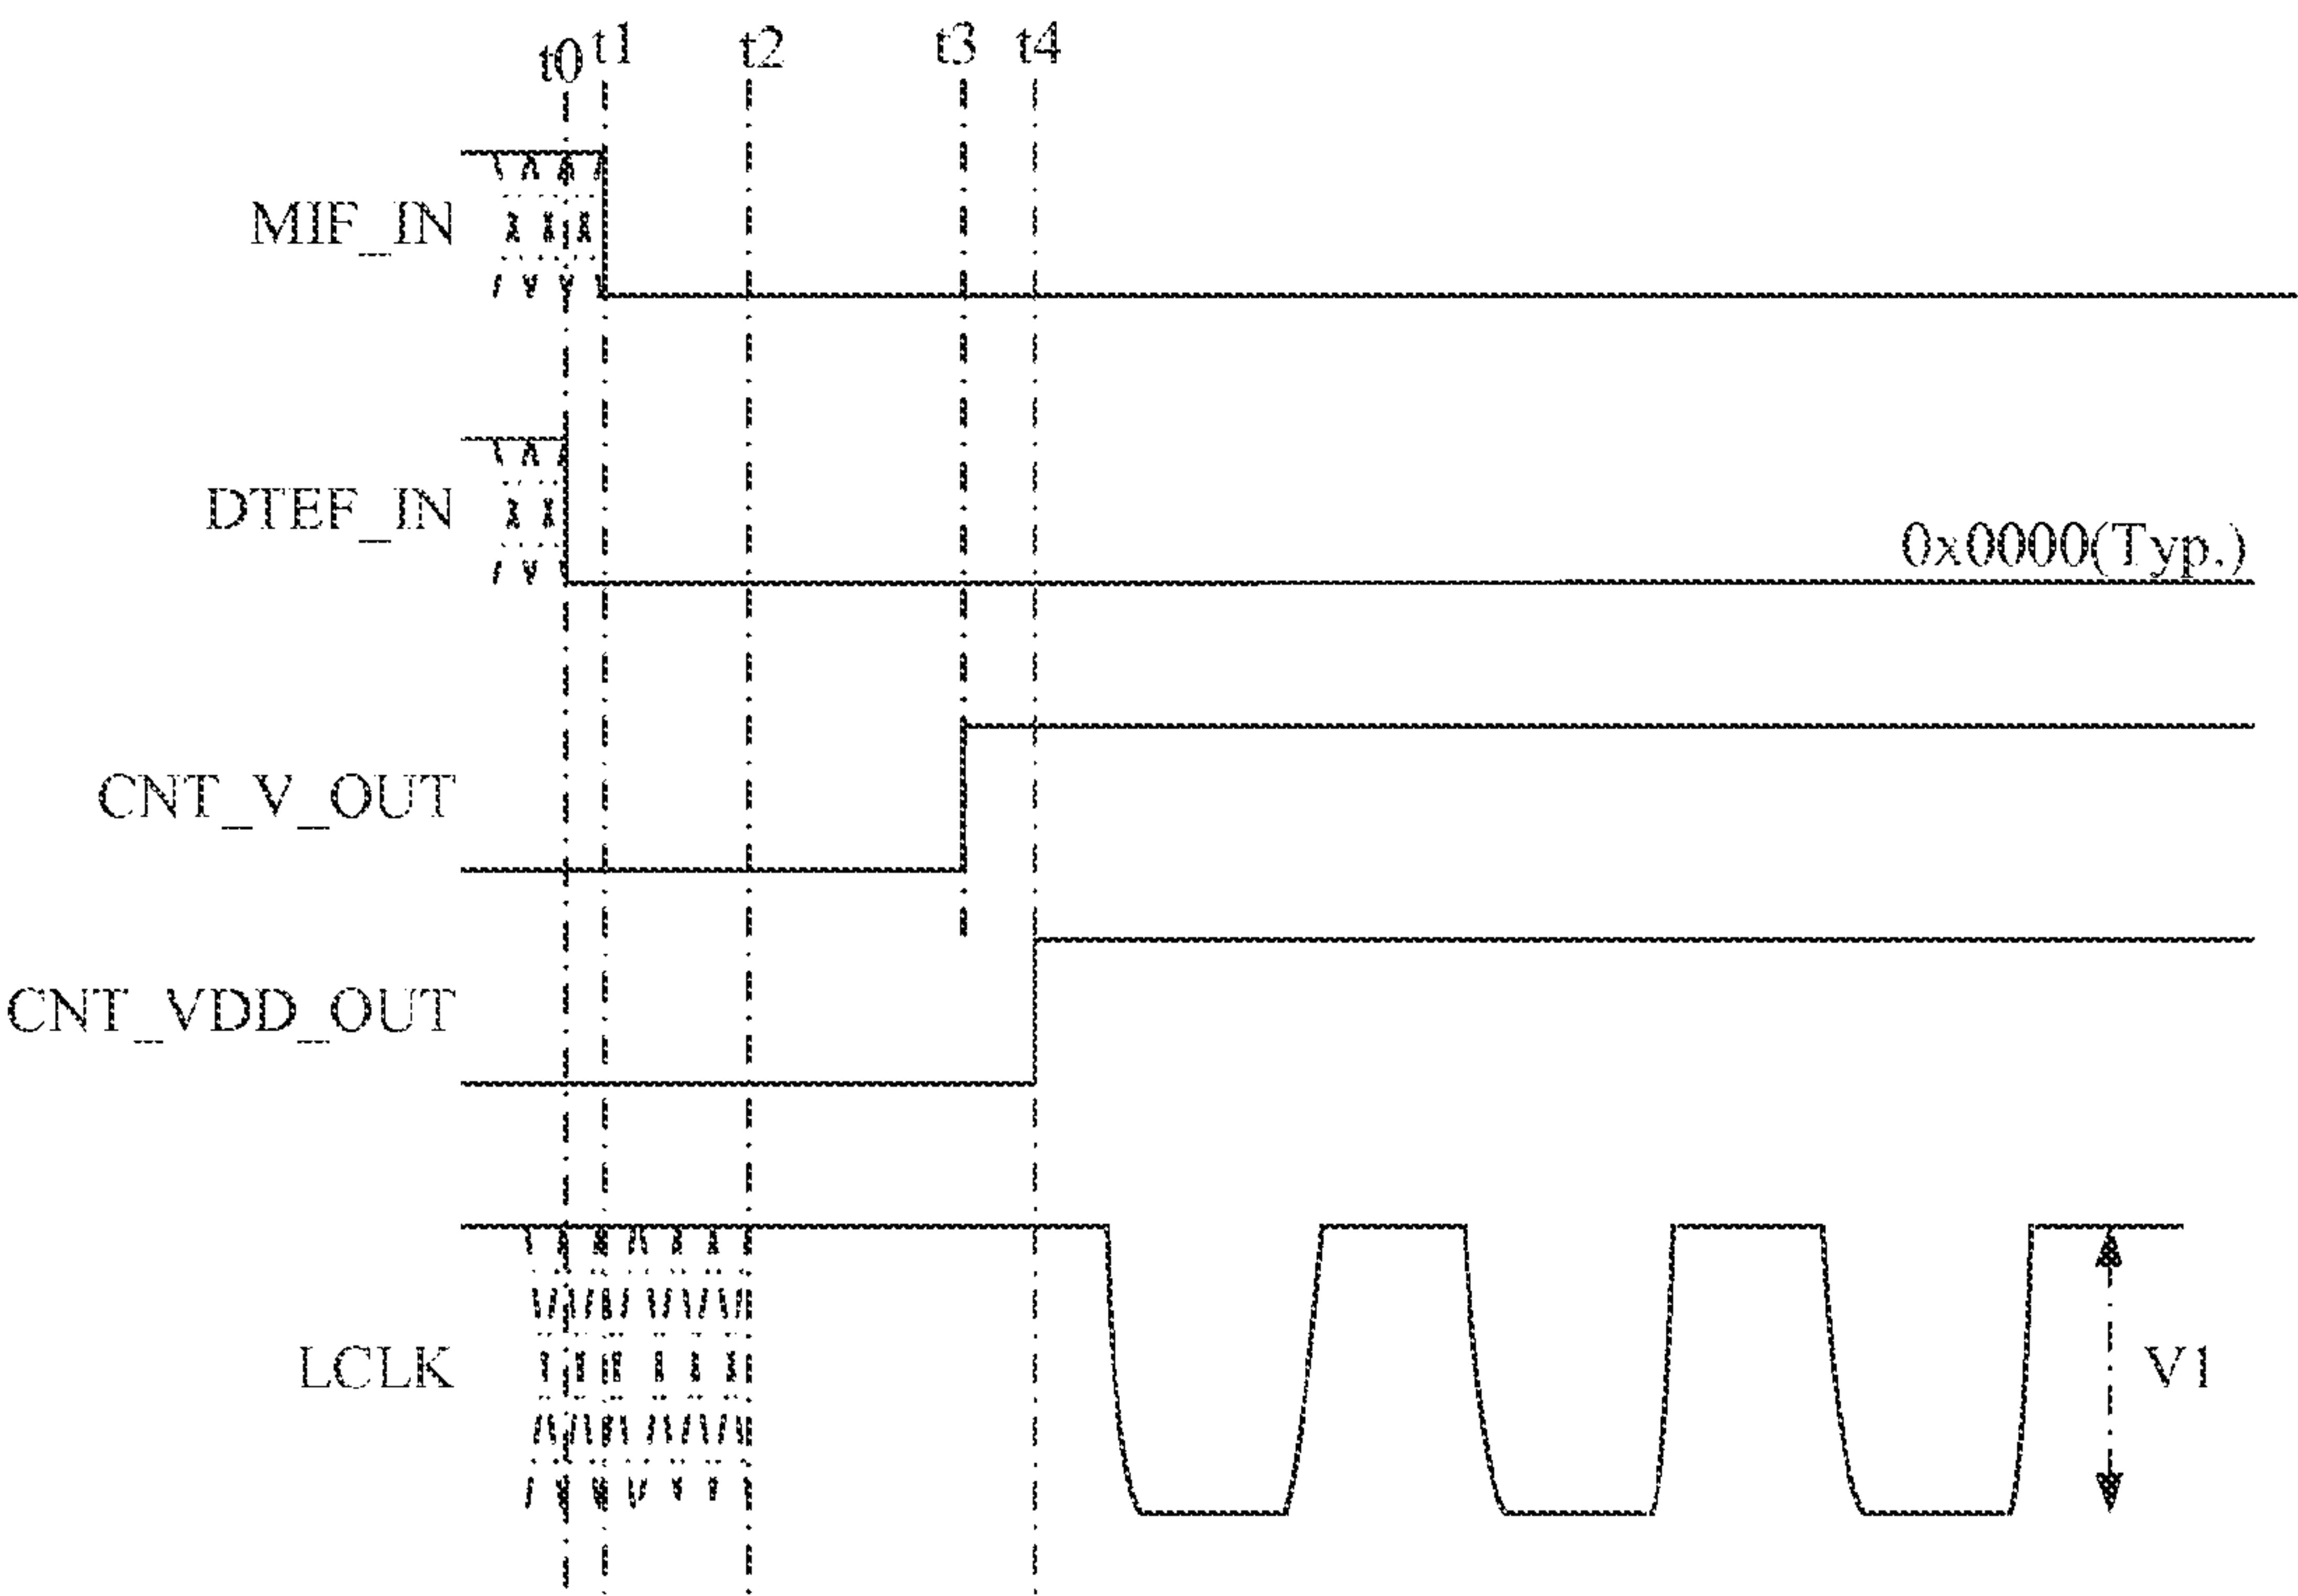 t0 t1 t2 t3 t4
MIF_IN
DTEF_IN
0x0000(Typ.)
CNT_V_OUT
CNT_VDD_OUT
LCLK
V1